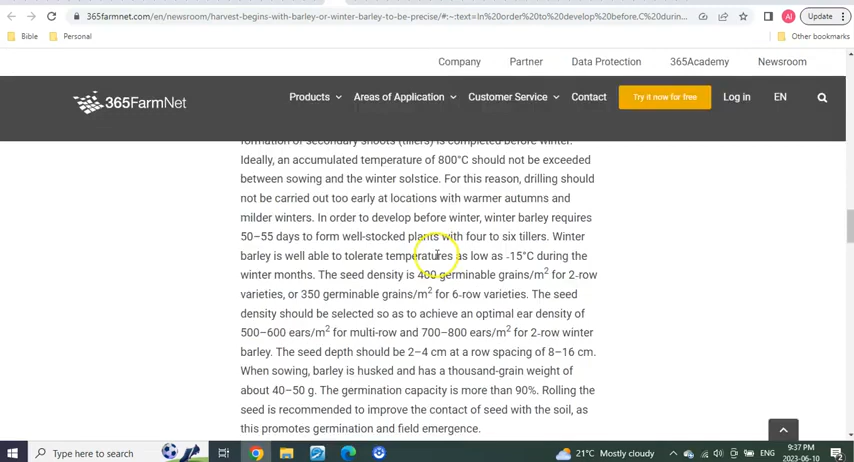 365farmnet.com/en/newsroom/harvest-begins-with-barley-or-winter-barley-to-be-precise/#:~:text=In%20order%20to%20develop%20before,C%20durin...
AI
Update
Bible
Personal
Other bookmarks
Company Partner Data Protection 365Academy Newsroom
365FarmNet
Products Areas of Application Customer Service Contact Try it now for free Log in EN
formation of secondary shoots (tillers) is completed before winter.
Ideally, an accumulated temperature of 800°C should not be exceeded
between sowing and the winter solstice. For this reason, drilling should
not be carried out too early at locations with warmer autumns and
milder winters. In order to develop before winter, winter barley requires
50–55 days to form well-stocked plants with four to six tillers. Winter
barley is well able to tolerate temperatures as low as -15°C during the
winter months. The seed density is 400 germinable grains/m² for 2-row
varieties, or 350 germinable grains/m² for 6-row varieties. The seed
density should be selected so as to achieve an optimal ear density of
500–600 ears/m² for multi-row and 700–800 ears/m² for 2-row winter
barley. The seed depth should be 2–4 cm at a row spacing of 8–16 cm.
When sowing, barley is husked and has a thousand-grain weight of
about 40–50 g. The germination capacity is more than 90%. Rolling the
seed is recommended to improve the contact of seed with the soil, as
this promotes germination and field emergence.
Type here to search
21°C Mostly cloudy
ENG
9:37 PM
2023-06-10
2